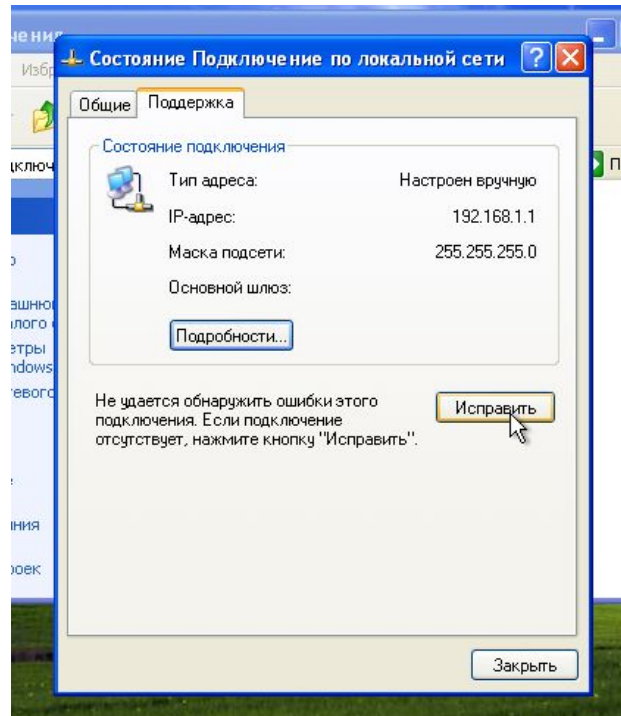 Избр
Состояние Подключение по локальной сети
Общие
Поддержка
Состояние подключения
Тип адреса:
Настроен вручную
IP-адрес:
192.168.1.1
Маска подсети:
255.255.255.0
Основной шлюз:
Подробности...
Не удается обнаружить ошибки этого
подключения. Если подключение
отсутствует, нажмите кнопку "Исправить".
Исправить
Закрыть